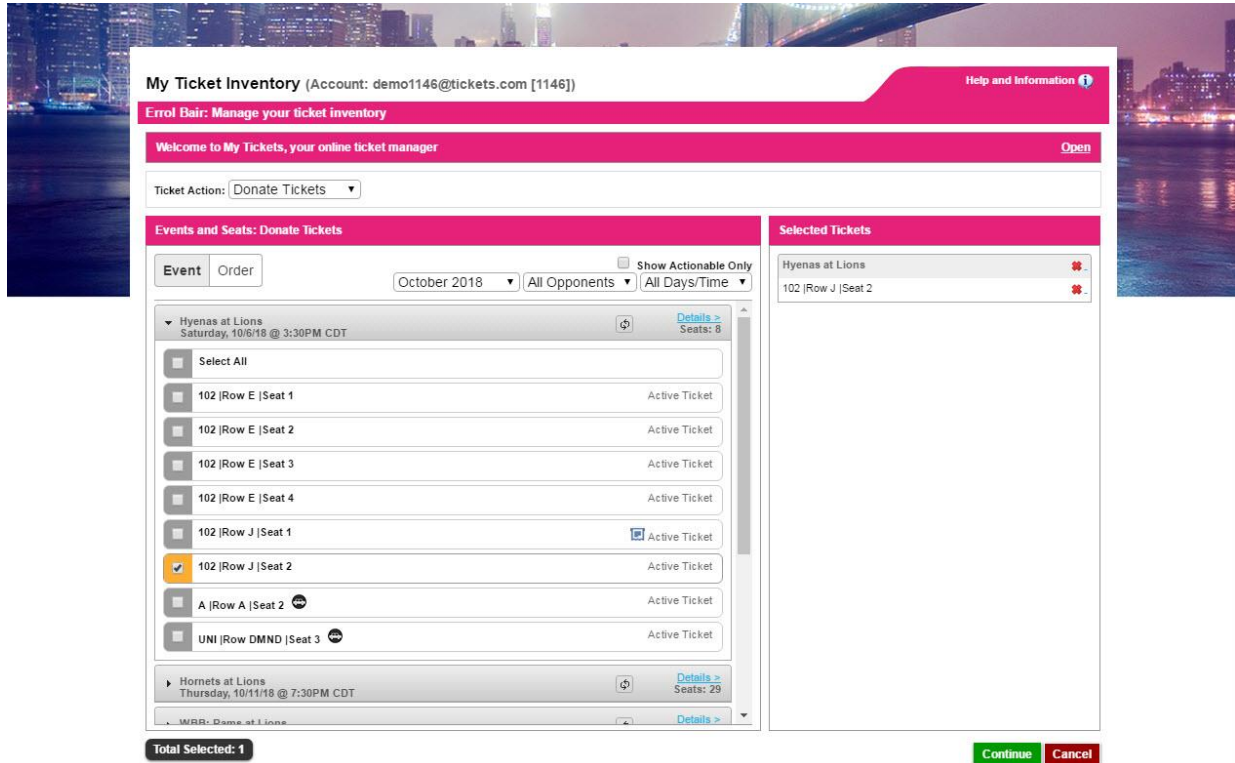 My Ticket Inventory (Account: demo1146@tickets.com [1146])
Help and Information
Errol Bair: Manage your ticket inventory
Welcome to My Tickets, your online ticket manager
Open
Ticket Action: Donate Tickets
Events and Seats: Donate Tickets
Event Order
Show Actionable Only
October 2018 All Opponents All Days/Time
Hyenas at Lions
Details >
Saturday, 10/6/18 @ 3:30PM CDT
Seats: 8
Select All
102 |Row E |Seat 1 Active Ticket
102 |Row E |Seat 2 Active Ticket
102 |Row E |Seat 3 Active Ticket
102 |Row E |Seat 4 Active Ticket
102 |Row J |Seat 1 Active Ticket
102 |Row J |Seat 2 Active Ticket
A |Row A |Seat 2 Active Ticket
UNI |Row DMND |Seat 3 Active Ticket
Hornets at Lions
Details >
Thursday, 10/11/18 @ 7:30PM CDT
Seats: 29
WBB: Rams at Lions
Details >
Total Selected: 1
Selected Tickets
Hyenas at Lions
102 |Row J |Seat 2
Continue Cancel